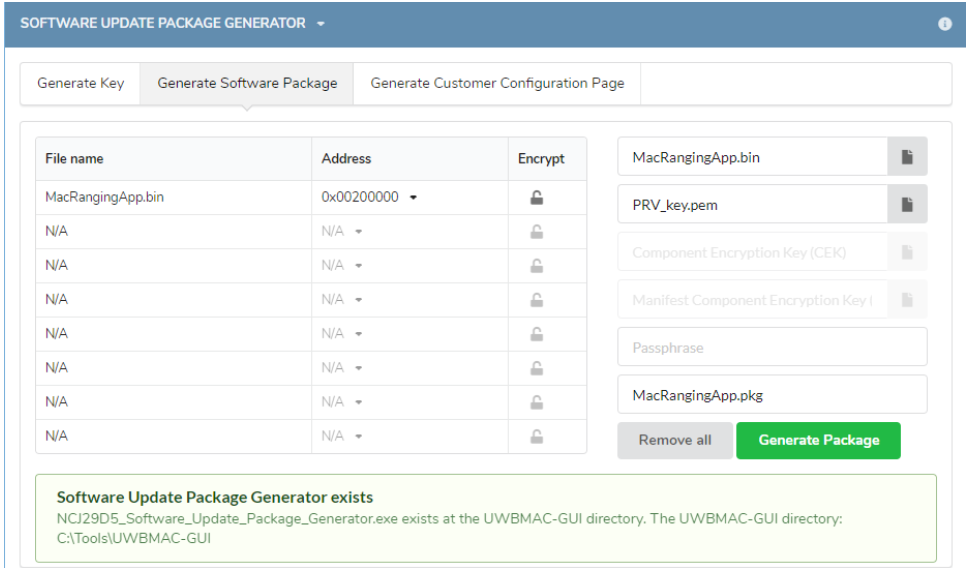 SOFTWARE UPDATE PACKAGE GENERATOR
Generate Key
Generate Software Package
Generate Customer Configuration Page
File name Address Encrypt
MacRangingApp.bin 0x00200000
N/A N/A
N/A N/A
N/A N/A
N/A N/A
N/A N/A
N/A N/A
N/A N/A
MacRangingApp.bin
PRV_key.pem
Component Encryption Key (CEK)
Manifest Component Encryption Key (
Passphrase
MacRangingApp.pkg
Remove all Generate Package
Software Update Package Generator exists
NCJ29D5_Software_Update_Package_Generator.exe exists at the UWBMAC-GUI directory. The UWBMAC-GUI directory:
C:\Tools\UWBMAC-GUI